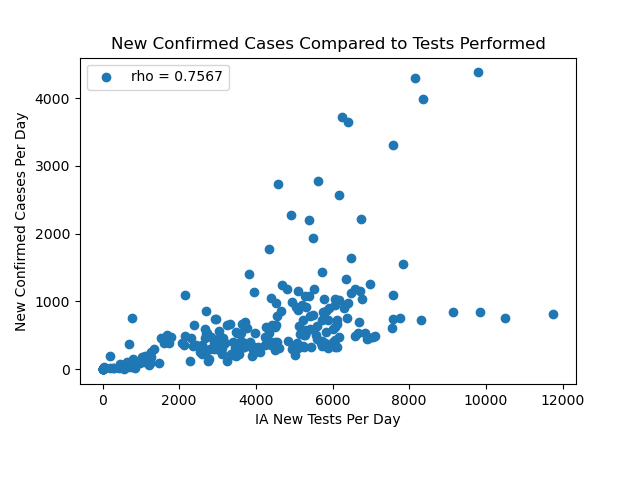 New Confirmed Cases Compared to Tests Performed
rho = 0.7567
New Confirmed Caeses Per Day
4000
3000
2000
1000
0
0 2000 4000 6000 8000 10000 12000
IA New Tests Per Day